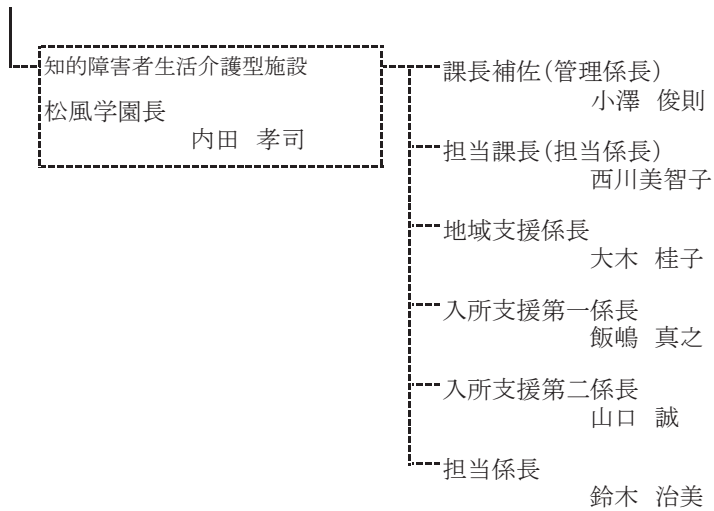 知的障害者生活介護型施設
松風学園長
内田 孝司
課長補佐(管理係長)
小澤 俊則
担当課長(担当係長)
西川美智子
地域支援係長
大木 桂子
入所支援第一係長
飯嶋 真之
入所支援第二係長
山口 誠
担当係長
鈴木 治美